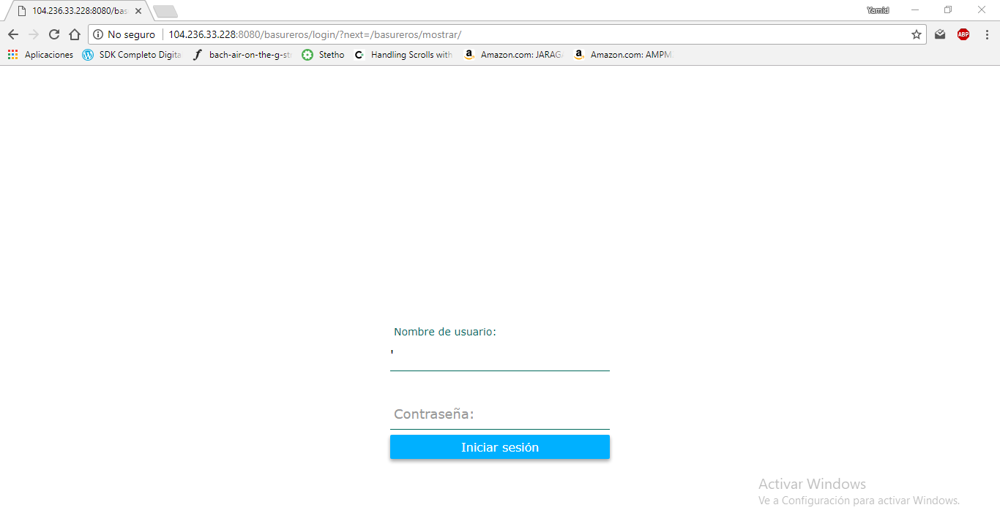 104.236.33.228:8080/bas
Yamid
No seguro
104.236.33.228:8080/basureros/login/?next=/basureros/mostrar/
ABP
Aplicaciones
SDK Completo Digita
bach-air-on-the-g-st
Stetho
Handling Scrolls with
Amazon.com: JARAG
Amazon.com: AMPM
Nombre de usuario:
'
Contraseña:
Iniciar sesión
Activar Windows
Ve a Configuración para activar Windows.